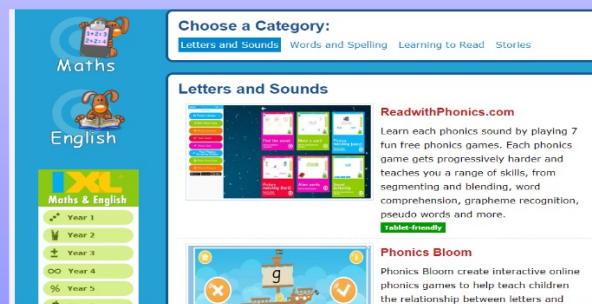 Maths
English
IXL
Maths & English
Year 1
Year 2
Year 3
Year 4
Year 5
Choose a Category:
Letters and Sounds Words and Spelling Learning to Read Stories
Letters and Sounds
ReadwithPhonics.com
Learn each phonics sound by playing 7
fun free phonics games. Each phonics
game gets progressively harder and
teaches you a range of skills, from
segmenting and blending, word
comprehension, grapheme recognition,
pseudo words and more.
Tablet-friendly
g
Phonics Bloom
Phonics Bloom create interactive online
phonics games to help teach children
the relationship between letters and